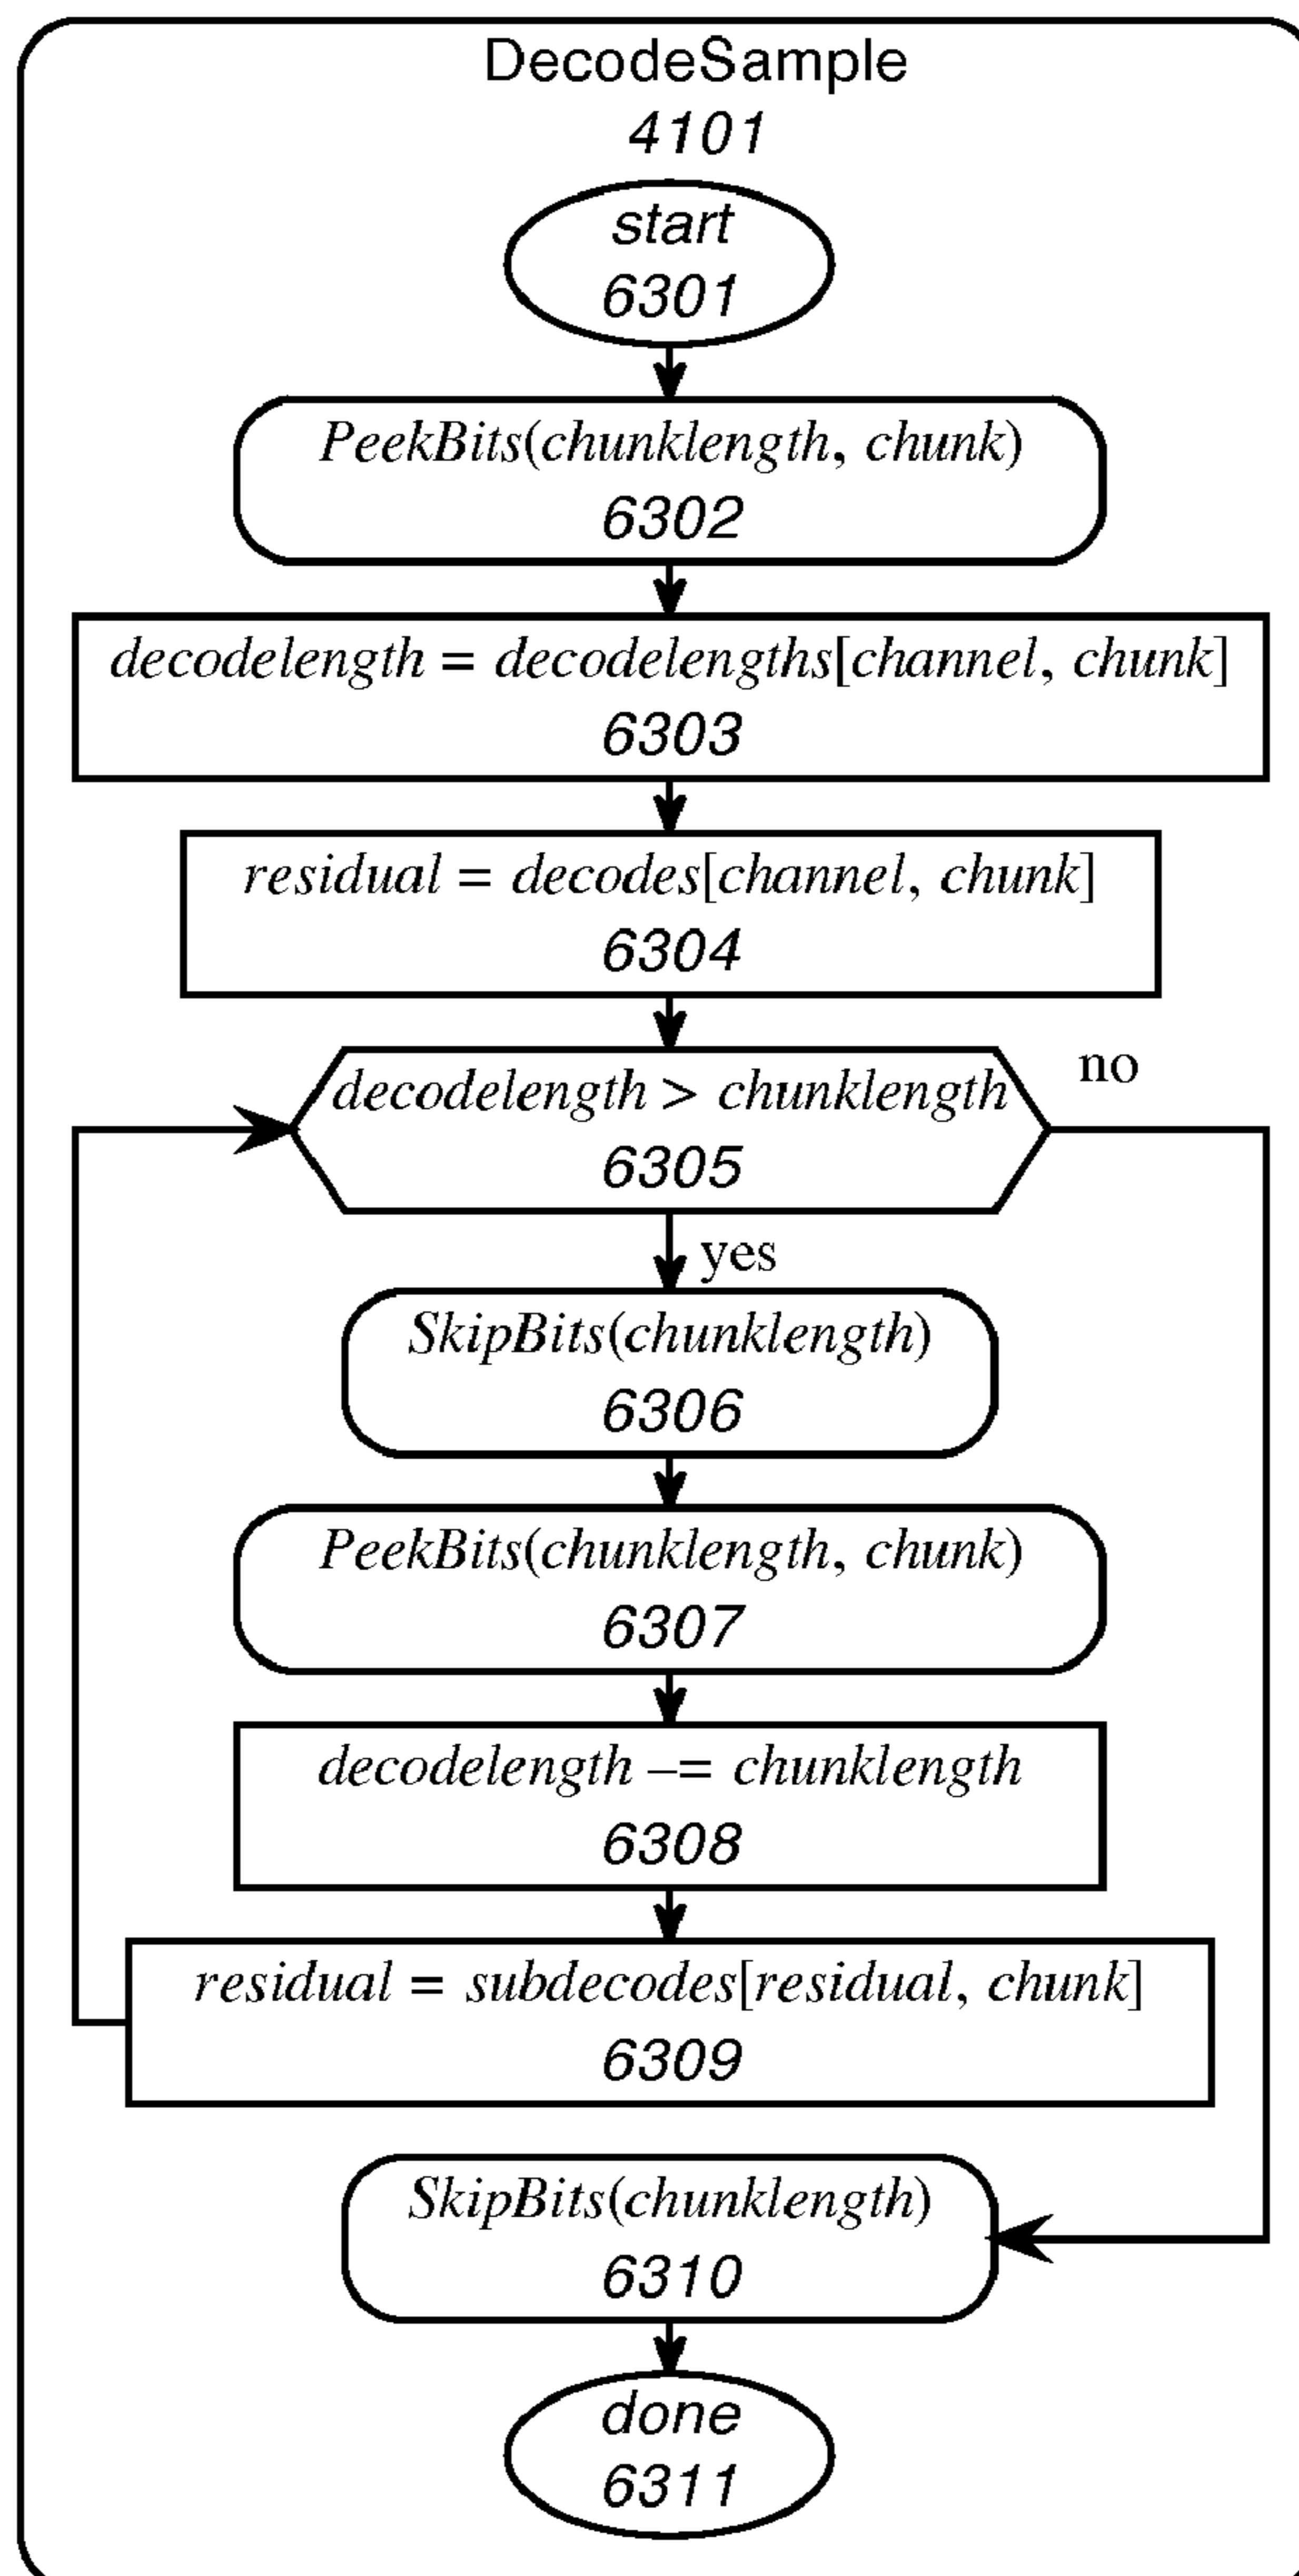 DecodeSample
4101
start
6301
PeekBits(chunklength, chunk)
6302
decodelength = decodelengths[channel, chunk]
6303
residual = decodes[channel, chunk]
6304
decodelength > chunklength
6305
no
yes
SkipBits(chunklength)
6306
PeekBits(chunklength, chunk)
6307
decodelength –= chunklength
6308
residual = subdecodes[residual, chunk]
6309
SkipBits(chunklength)
6310
done
6311